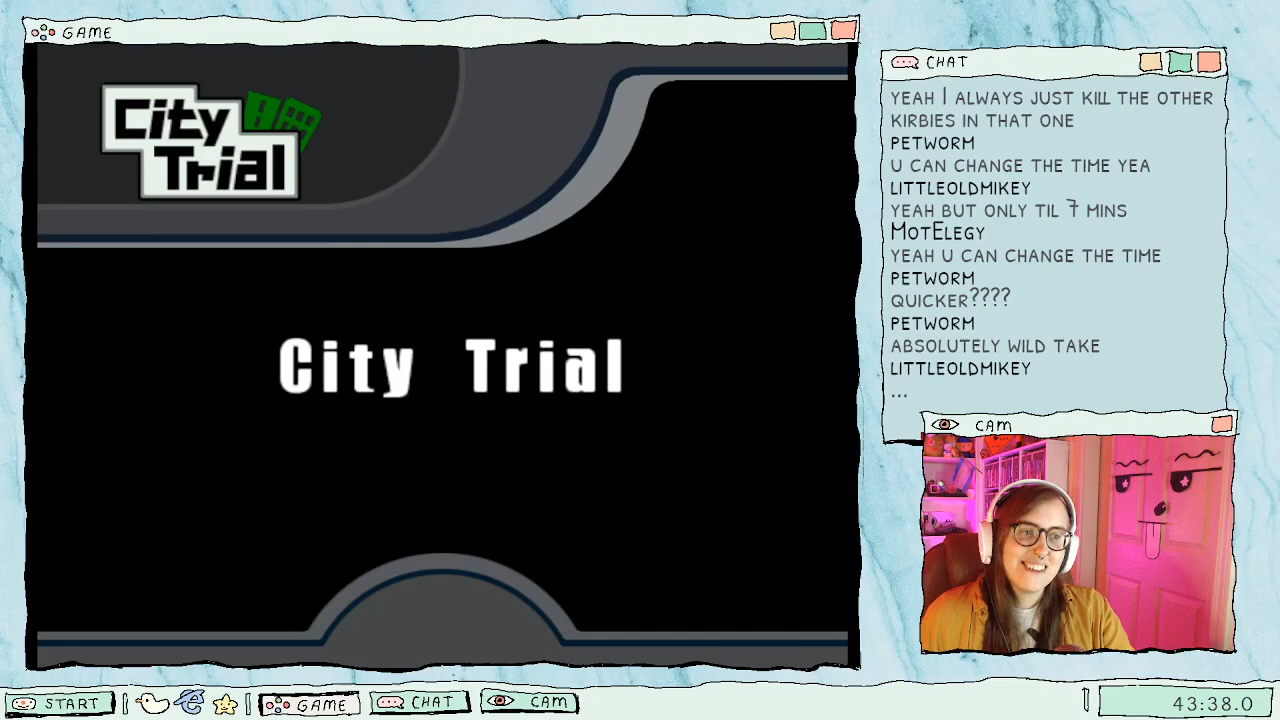 GAME
City
Trial
City Trial
CHAT
YEAH I ALWAYS JUST KILL THE OTHER
KIRBIES IN THAT ONE
PETWORM
U CAN CHANGE THE TIME YEA
LITTLEOLDMIKEY
YEAH BUT ONLY TIL 7 MINS
MOTELEGY
YEAH U CAN CHANGE THE TIME
PETWORM
QUICKER????
PETWORM
ABSOLUTELY WILD TAKE
LITTLEOLDMIKEY
...
CAM
START
GAME
CHAT
CAM
43:38.0